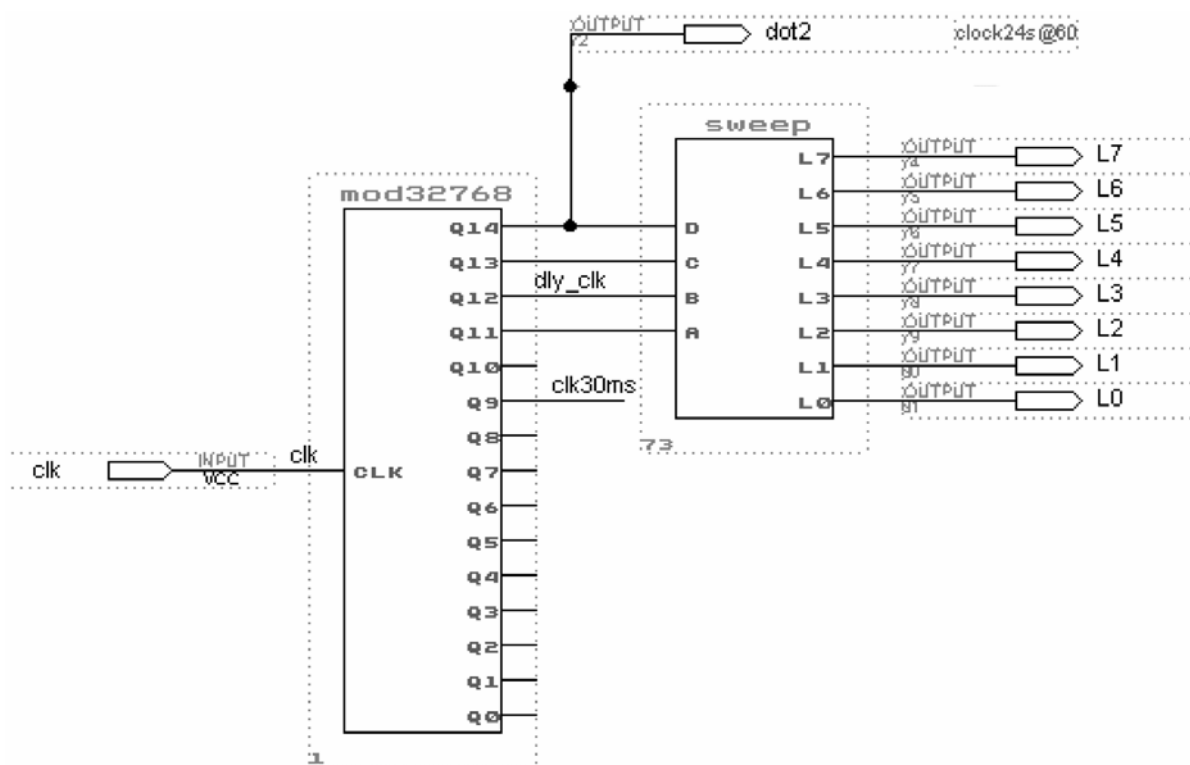 OUTPUT
dot2
clock24s@60
sweep
mod32768
Q14
Q13
Q12
Q11
Q10
Q9
Q8
Q7
Q6
Q5
Q4
Q3
Q2
Q1
Q0
dly_clk
clk30ms
D
C
B
A
L7
L6
L5
L4
L3
L2
L1
L0
OUTPUT
L7
OUTPUT
L6
OUTPUT
L5
OUTPUT
L4
OUTPUT
L3
OUTPUT
L2
OUTPUT
L1
OUTPUT
L0
73
clk
INPUT
VCC
clk
CLK
1